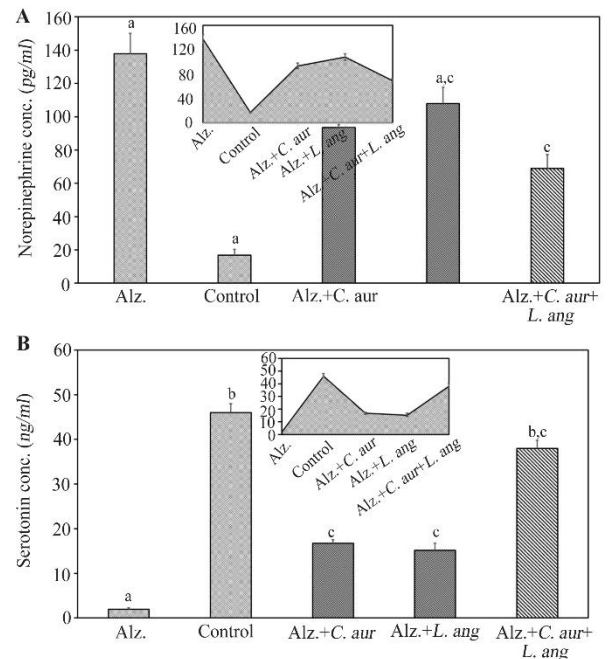 A
a
a
a,c
c
Norepinephrine conc. (pg/ml)
160
140
120
100
80
60
40
20
0
160
120
80
40
0
Alz.
Control
Alz.+C. aur
Alz.+L. ang
Alz.+C. aur+L. ang
Alz.
Control
Alz.+C. aur
Alz.+C. aur+
L. ang
B
a
b
c
c
b,c
Serotonin conc. (ng/ml)
60
50
40
30
20
10
0
60
50
40
30
20
10
0
Alz.
Control
Alz.+C. aur
Alz.+L. ang
Alz.+C. aur+L. ang
Alz.
Control
Alz.+C. aur
Alz.+L. ang
Alz.+C. aur+
L. ang